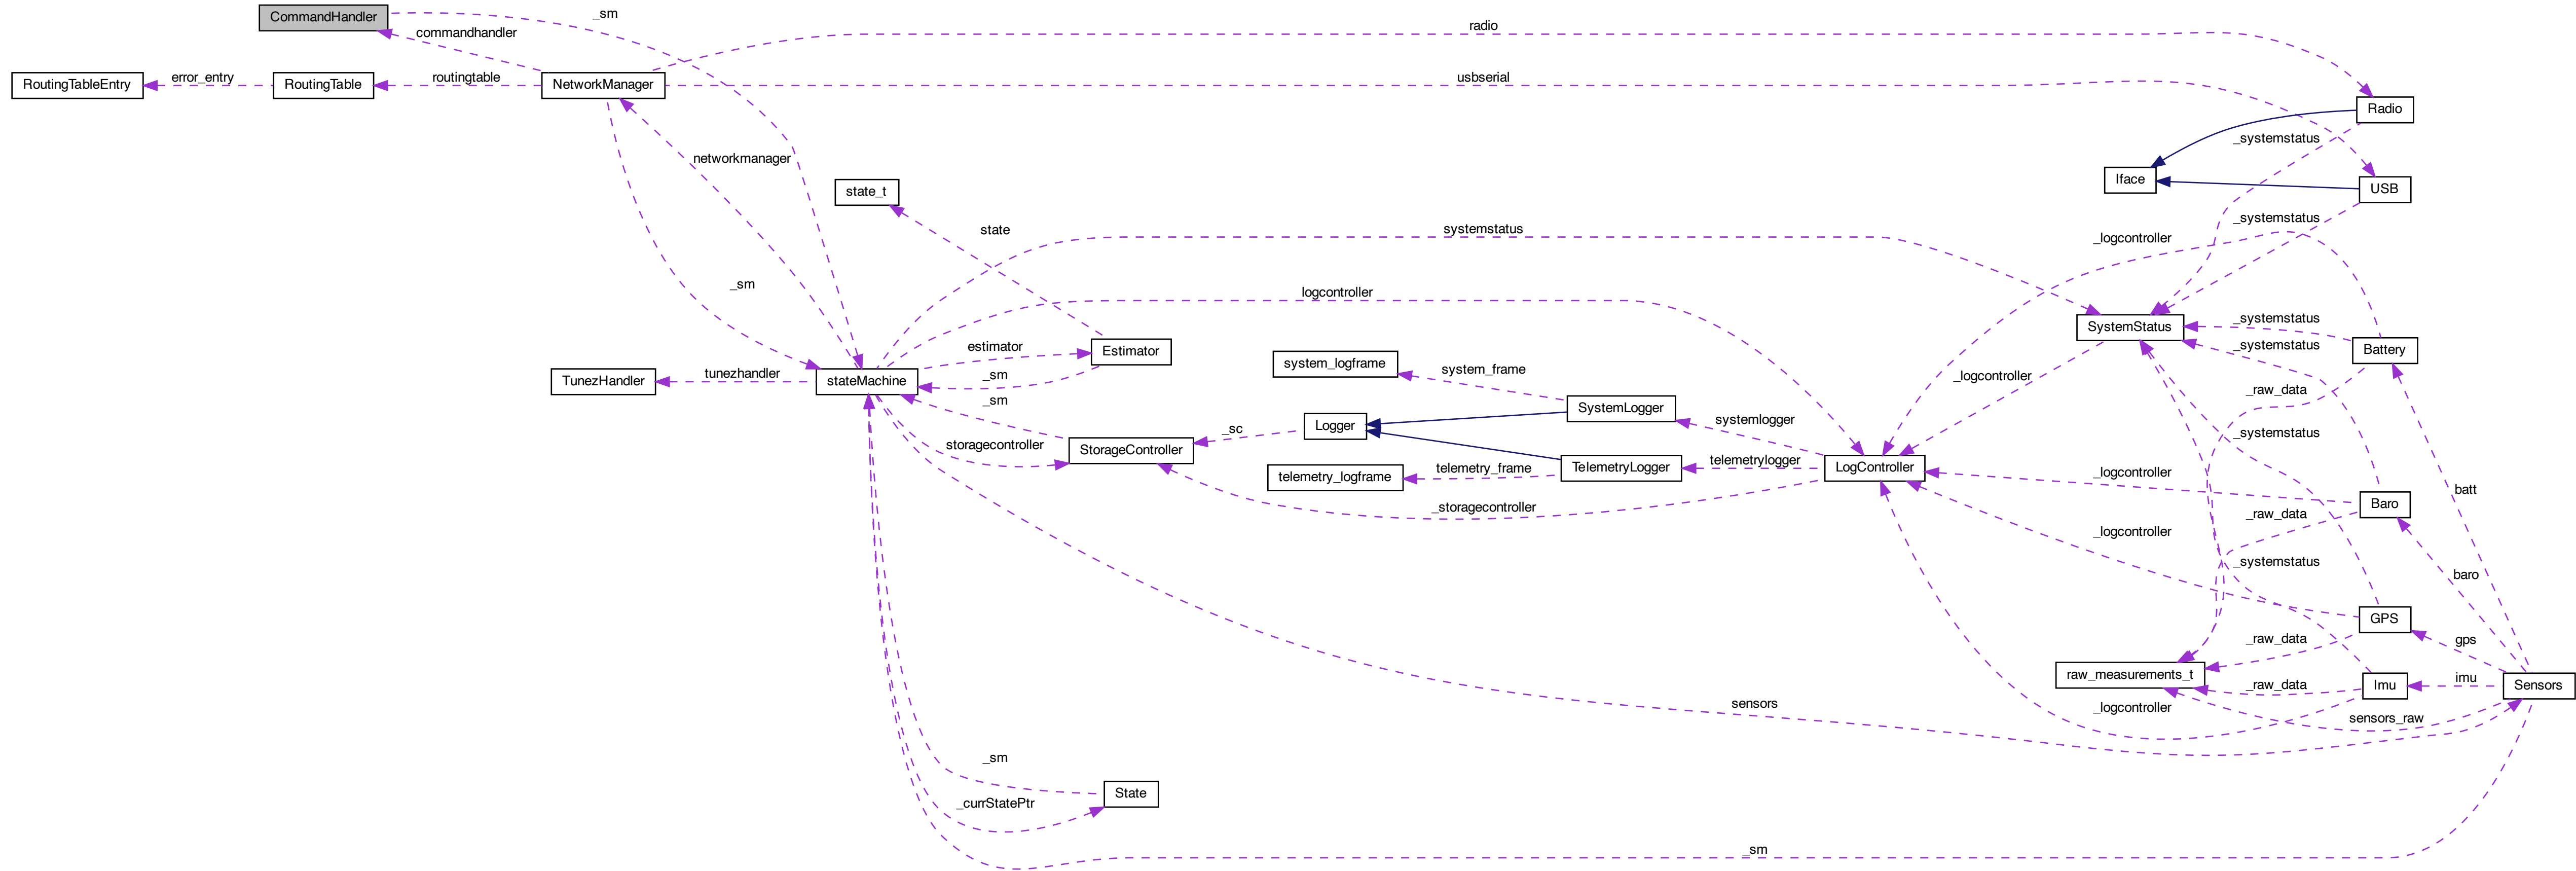 CommandHandler
_sm
commandhandler
radio
RoutingTableEntry
error_entry
RoutingTable
routingtable
NetworkManager
usbserial
Radio
_systemstatus
networkmanager
Iface
USB
state_t
_systemstatus
state
systemstatus
_logcontroller
_sm
logcontroller
SystemStatus
_systemstatus
Battery
_systemstatus
estimator
Estimator
system_logframe
system_frame
_logcontroller
TunezHandler
tunezhandler
stateMachine
_sm
_raw_data
_sm
SystemLogger
systemlogger
Logger
_sc
_systemstatus
storagecontroller
StorageController
telemetry_logframe
telemetry_frame
TelemetryLogger
telemetrylogger
LogController
_logcontroller
batt
_storagecontroller
Baro
_raw_data
_logcontroller
_systemstatus
baro
GPS
gps
_raw_data
raw_measurements_t
_raw_data
Imu
imu
Sensors
sensors
_logcontroller
sensors_raw
_sm
State
_currStatePtr
_sm